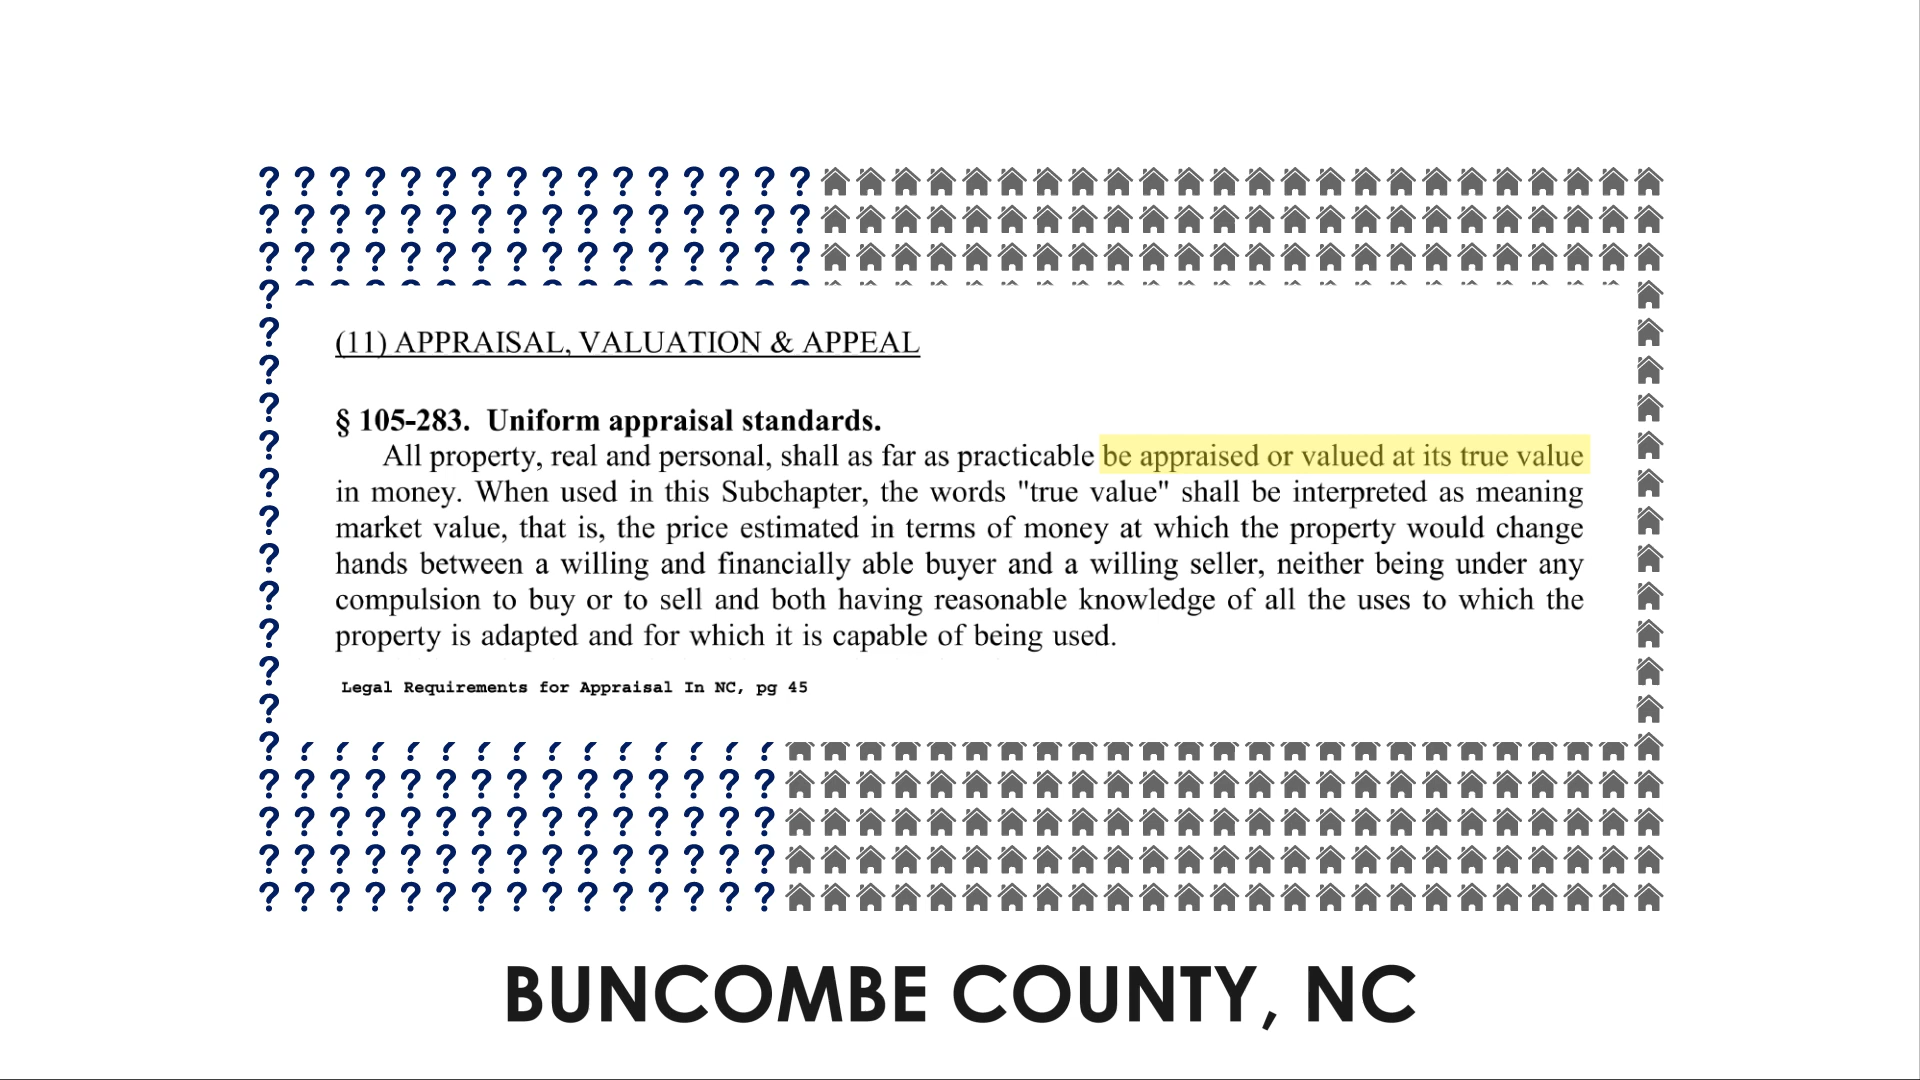 ? ? ? ? ? ? ? ? ? ? ? ? ? ? ? ?
? ? ? ? ? ? ? ? ? ? ? ? ? ? ? ?
? ? ? ? ? ? ? ? ? ? ? ? ? ? ? ?
? ? ? ? ? ? ? ? ? ? ? ? ? ? ? ?
?
(11) APPRAISAL, VALUATION & APPEAL
?
?
?
§ 105-283. Uniform appraisal standards.
?
All property, real and personal, shall as far as practicable be appraised or valued at its true value
?
in money. When used in this Subchapter, the words "true value" shall be interpreted as meaning
?
market value, that is, the price estimated in terms of money at which the property would change
?
hands between a willing and financially able buyer and a willing seller, neither being under any
?
compulsion to buy or to sell and both having reasonable knowledge of all the uses to which the
?
property is adapted and for which it is capable of being used.
?
Legal Requirements for Appraisal In NC, pg 45
?
? ? ? ? ? ? ? ? ? ? ? ? ? ? ?
? ? ? ? ? ? ? ? ? ? ? ? ? ? ?
? ? ? ? ? ? ? ? ? ? ? ? ? ? ?
? ? ? ? ? ? ? ? ? ? ? ? ? ? ?
? ? ? ? ? ? ? ? ? ? ? ? ? ? ?
BUNCOMBE COUNTY, NC